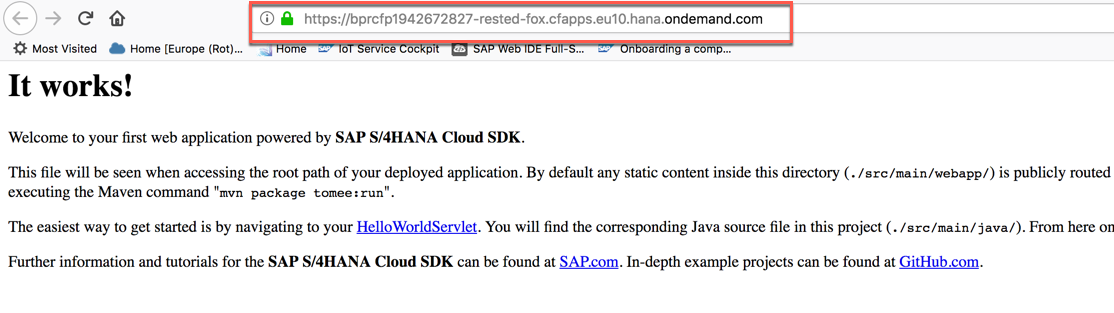 https://bprcfp1942672827-rested-fox.cfapps.eu10.hana.ondemand.com
Most Visited Home [Europe (Rot)... Home IoT Service Cockpit SAP Web IDE Full-S... Onboarding a comp...
It works!
Welcome to your first web application powered by SAP S/4HANA Cloud SDK.
This file will be seen when accessing the root path of your deployed application. By default any static content inside this directory (./src/main/webapp/) is publicly routed
executing the Maven command "mvn package tomee:run".
The easiest way to get started is by navigating to your HelloWorldServlet. You will find the corresponding Java source file in this project (./src/main/java/). From here on
Further information and tutorials for the SAP S/4HANA Cloud SDK can be found at SAP.com. In-depth example projects can be found at GitHub.com.